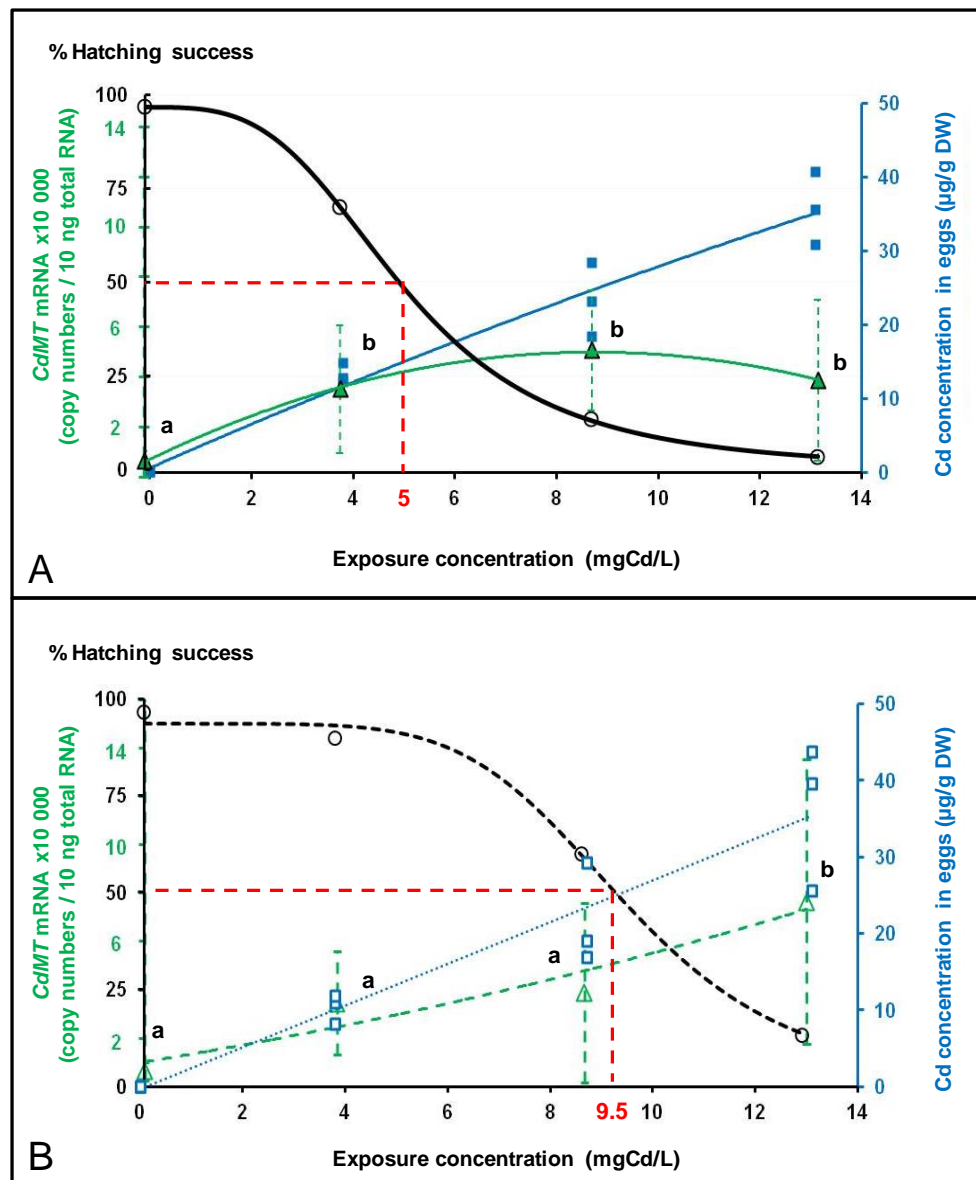 % Hatching success
CdMT mRNA x10 000
(copy numbers / 10 ng total RNA)
100
75
50
25
0
14
10
6
2
a
b
b
b
50
40
30
20
10
0
Cd concentration in eggs (µg/g DW)
0 2 4 5 6 8 10 12 14
Exposure concentration (mgCd/L)
A
% Hatching success
CdMT mRNA x10 000
(copy numbers / 10 ng total RNA)
100
75
50
25
0
14
10
6
2
a
a
a
b
50
40
30
20
10
0
Cd concentration in eggs (µg/g DW)
0 2 4 6 8 9.5 10 12 14
Exposure concentration (mgCd/L)
B